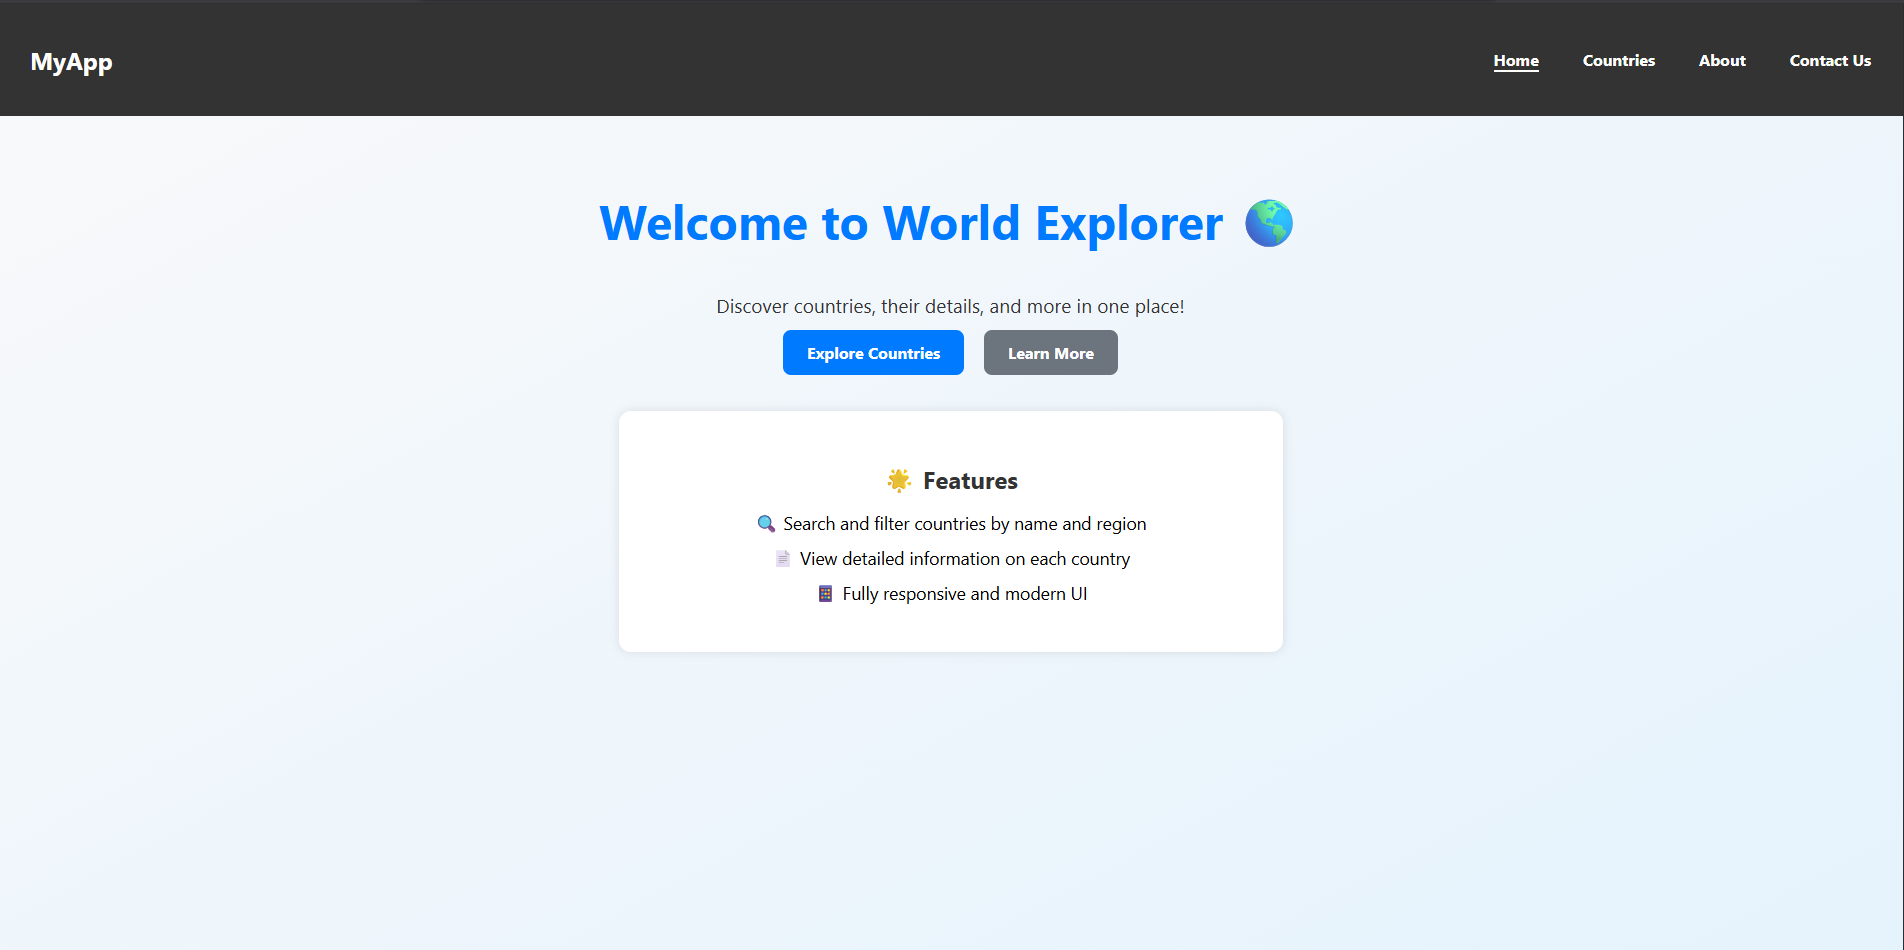 MyApp
Home Countries About Contact Us
Welcome to World Explorer 🌎
Discover countries, their details, and more in one place!
Explore Countries Learn More
🌟 Features
🔍 Search and filter countries by name and region
📄 View detailed information on each country
📱 Fully responsive and modern UI